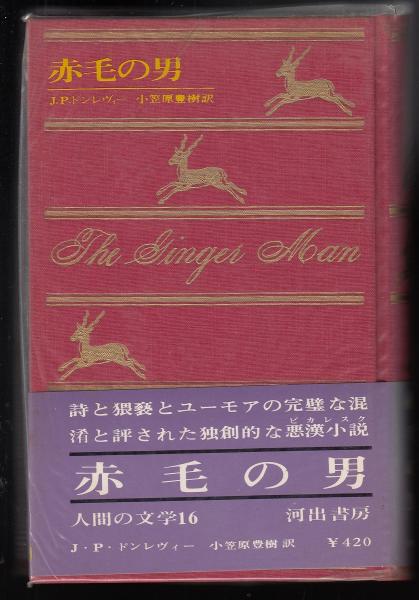 赤毛の男
J.P.ドンレヴィー 小笠原豊樹訳
The Ginger Man
詩と猥褻とユーモアの完璧な混
淆と評された独創的な悪漢小説
ピカレスク
赤毛の男
人間の文学16 河出書房
J・P・ドンレヴィー 小笠原豊樹訳 ￥420